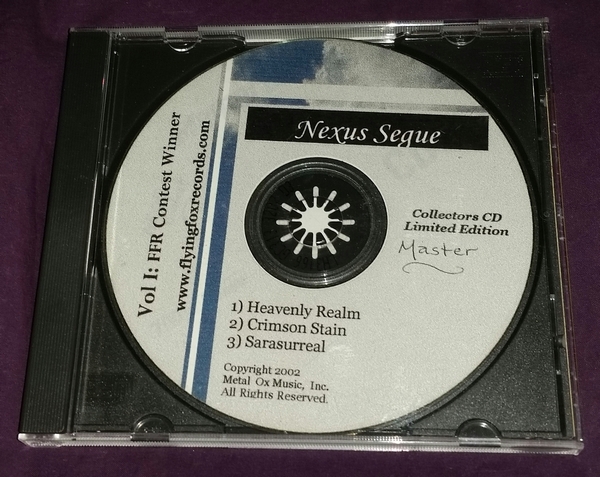 Nexus Segue
Vol I: FFR Contest Winner
www.flyingfoxrecords.com
Collectors CD
Limited Edition
Master
1) Heavenly Realm
2) Crimson Stain
3) Sarasurreal
Copyright 2002
Metal Ox Music, Inc.
All Rights Reserved.